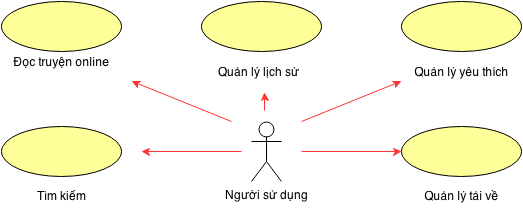 Đọc truyện online
Quản lý lịch sử
Quản lý yêu thích
Tìm kiếm
Người sử dụng
Quản lý tải về